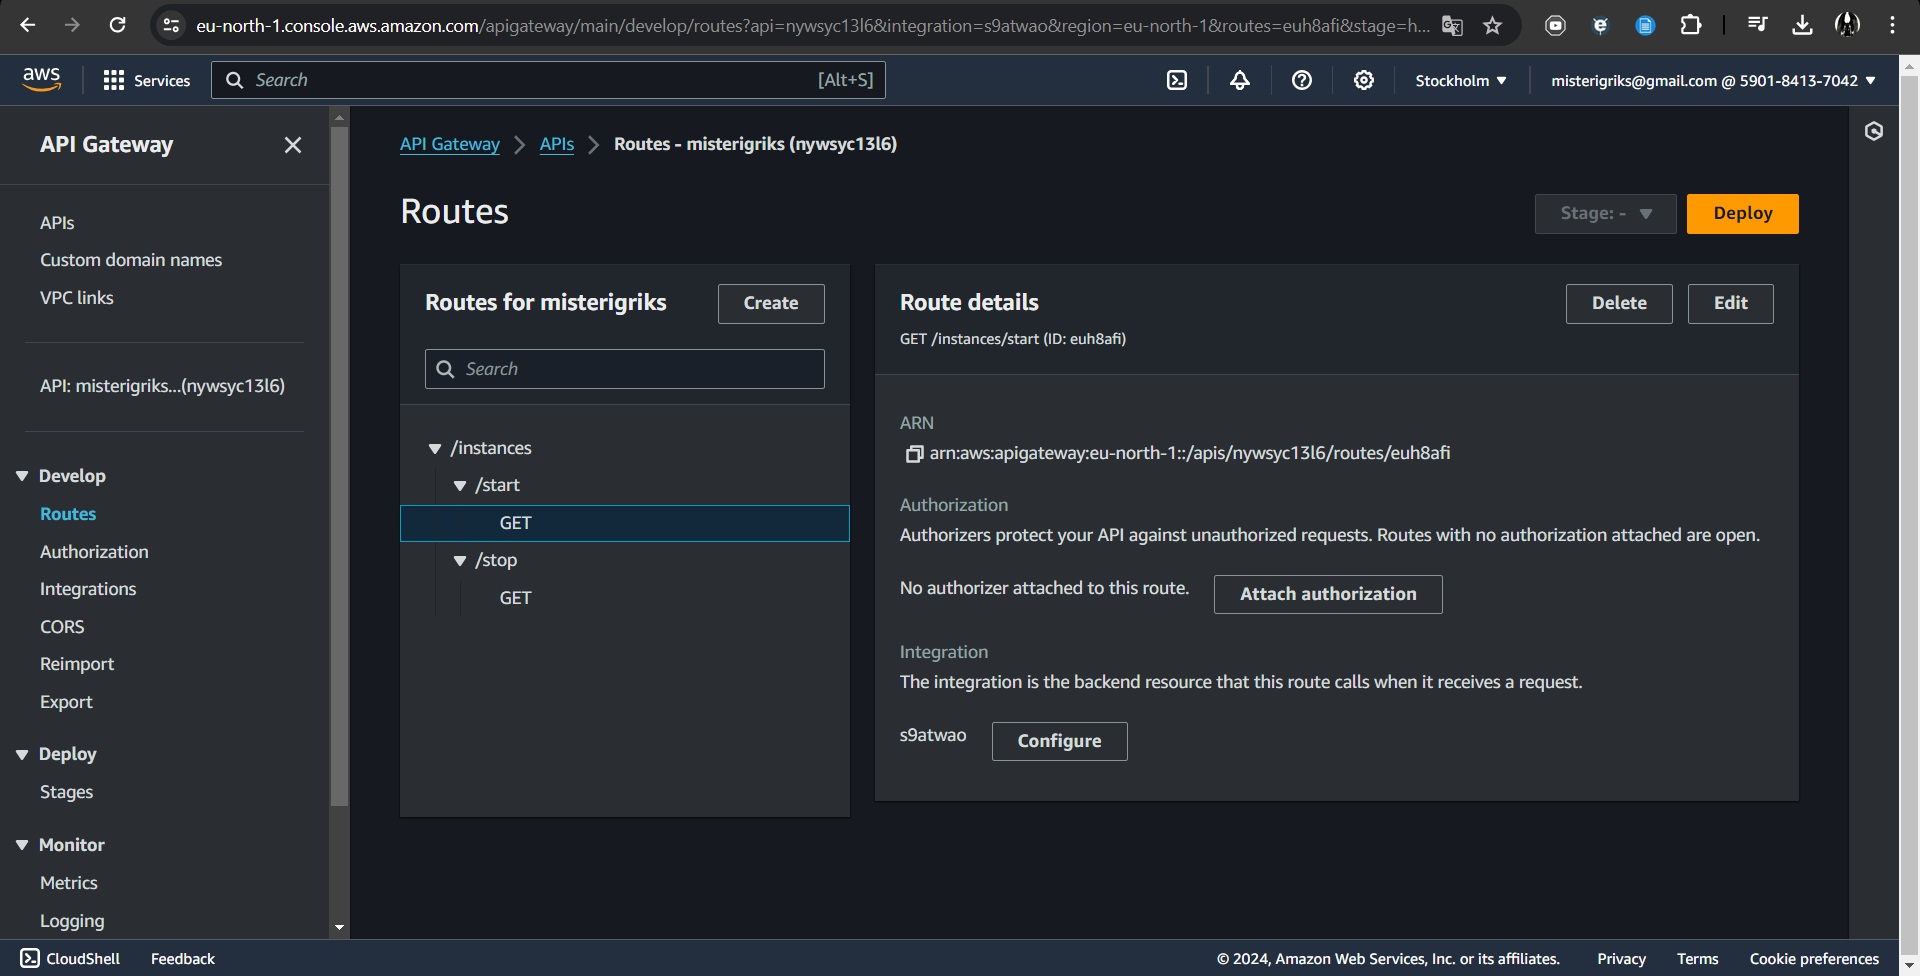 eu-north-1.console.aws.amazon.com/apigateway/main/develop/routes?api=nywsyc13l6&integration=s9atwao&region=eu-north-1&routes=euh8afi&stage=h...
aws
Services
Search
[Alt+S]
Stockholm
misterigriks@gmail.com @ 5901-8413-7042
API Gateway
APIs
Custom domain names
VPC links
API: misterigriks...(nywsyc13l6)
Develop
Routes
Authorization
Integrations
CORS
Reimport
Export
Deploy
Stages
Monitor
Metrics
Logging
API Gateway
APIs
Routes - misterigriks (nywsyc13l6)
Routes
Stage: -
Deploy
Routes for misterigriks
Create
Search
/instances
/start
GET
/stop
GET
Route details
Delete
Edit
GET /instances/start (ID: euh8afi)
ARN
arn:aws:apigateway:eu-north-1::/apis/nywsyc13l6/routes/euh8afi
Authorization
Authorizers protect your API against unauthorized requests. Routes with no authorization attached are open.
No authorizer attached to this route.
Attach authorization
Integration
The integration is the backend resource that this route calls when it receives a request.
s9atwao
Configure
CloudShell
Feedback
© 2024, Amazon Web Services, Inc. or its affiliates.
Privacy
Terms
Cookie preferences